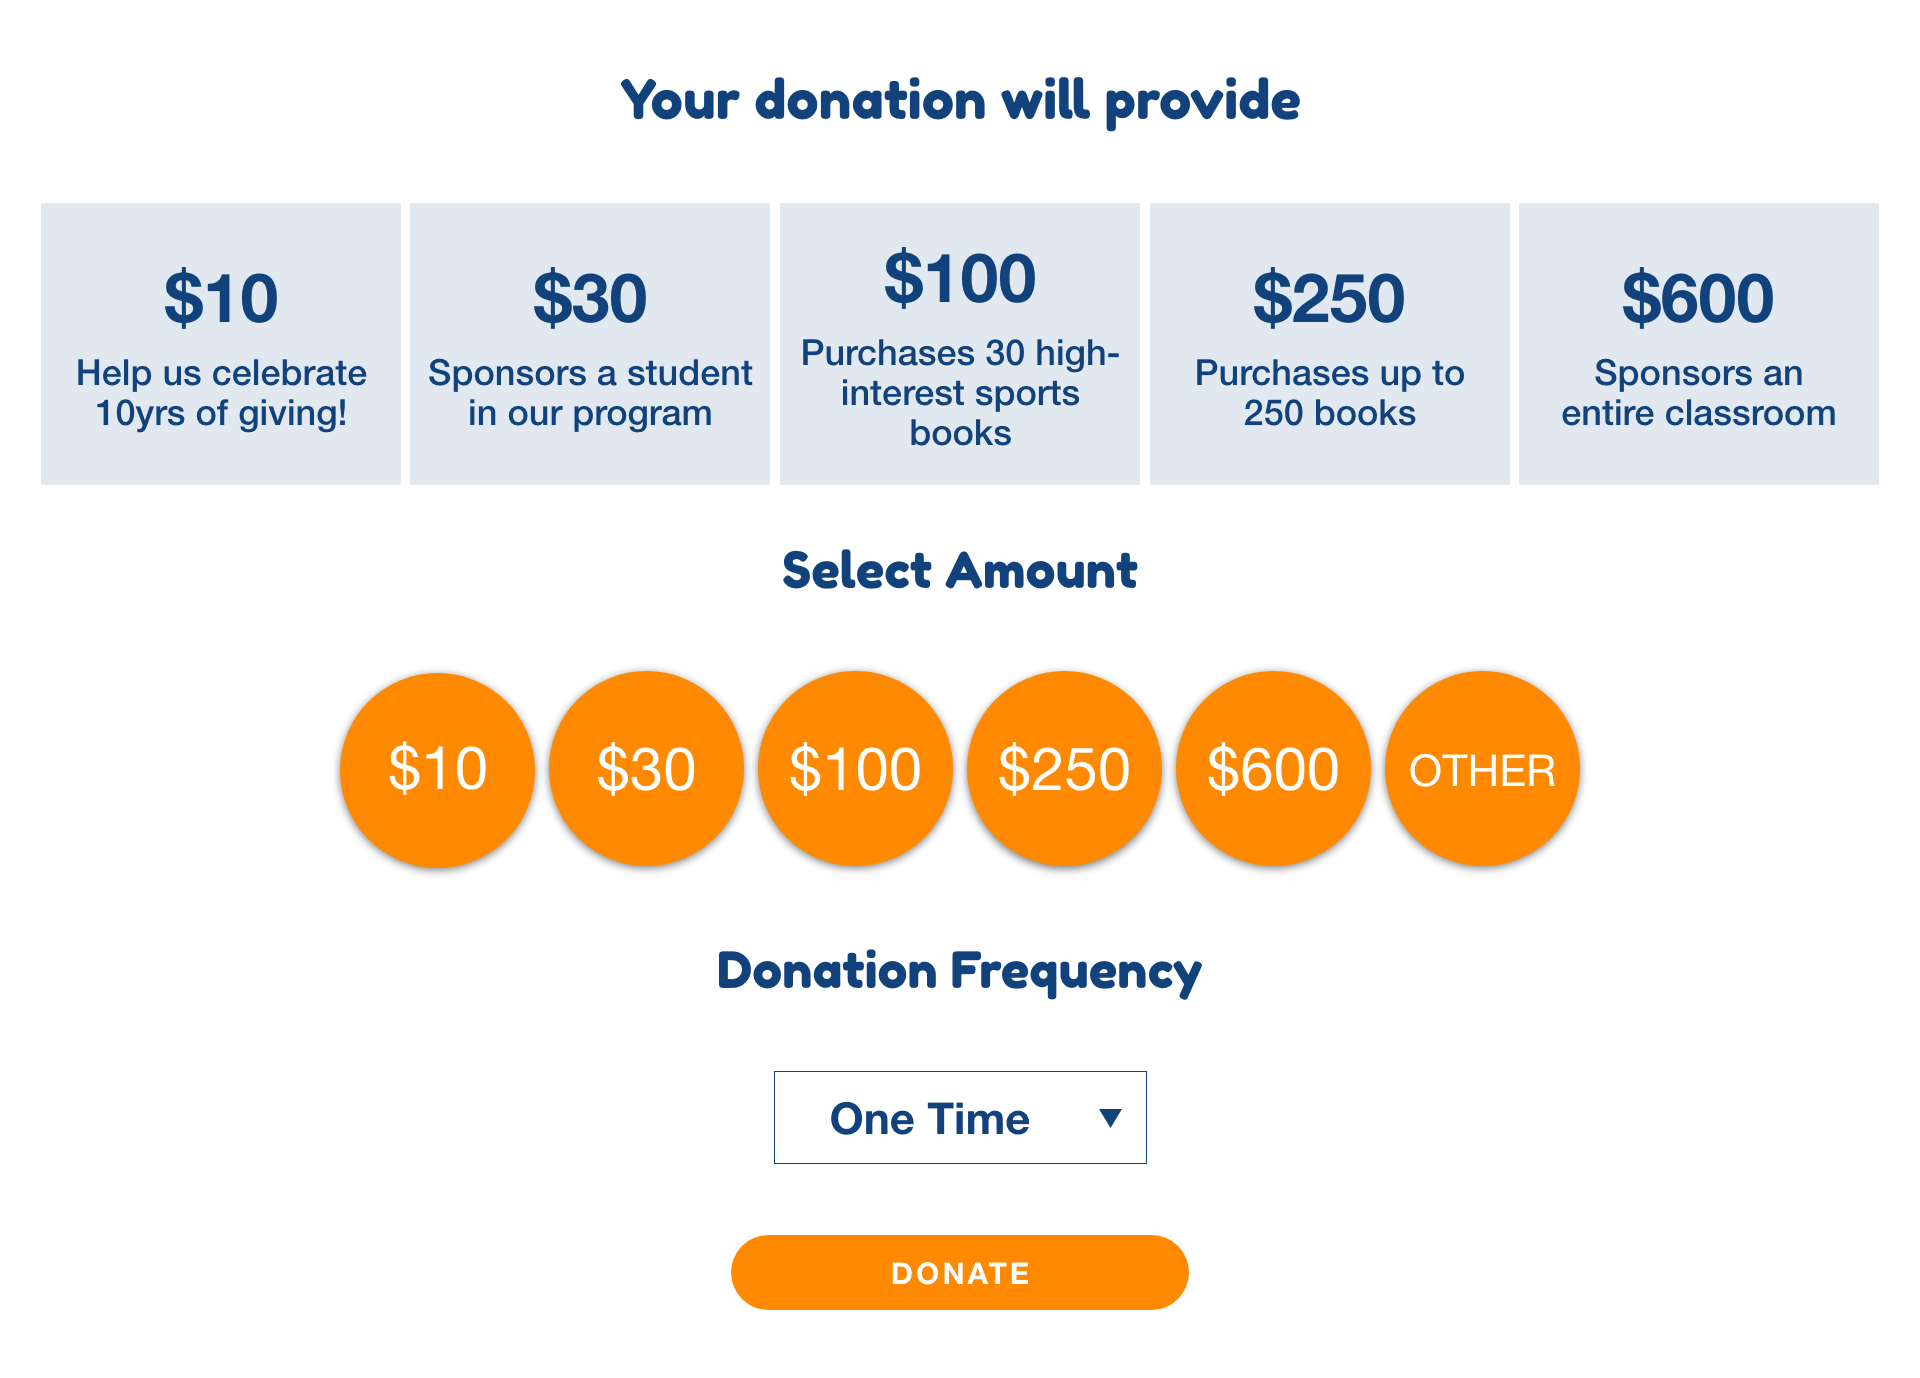 Your donation will provide
$10
Help us celebrate
10yrs of giving!
$30
Sponsors a student
in our program
$100
Purchases 30 high-
interest sports
books
$250
Purchases up to
250 books
$600
Sponsors an
entire classroom
Select Amount
$10 $30 $100 $250 $600 OTHER
Donation Frequency
One Time
DONATE